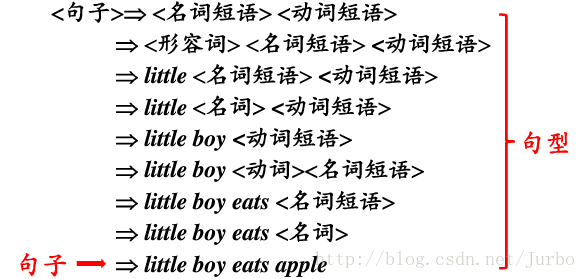 <句子>⇒<名词短语> <动词短语>
⇒<形容词> <名词短语> <动词短语>
⇒little <名词短语> <动词短语>
⇒little <名词> <动词短语>
⇒little boy <动词短语>
句型
⇒little boy <动词><名词短语>
⇒little boy eats <名词短语>
⇒little boy eats <名词>
句子 ➡ ⇒little boy eats apple
http://blog.csdn.net/Jurbo